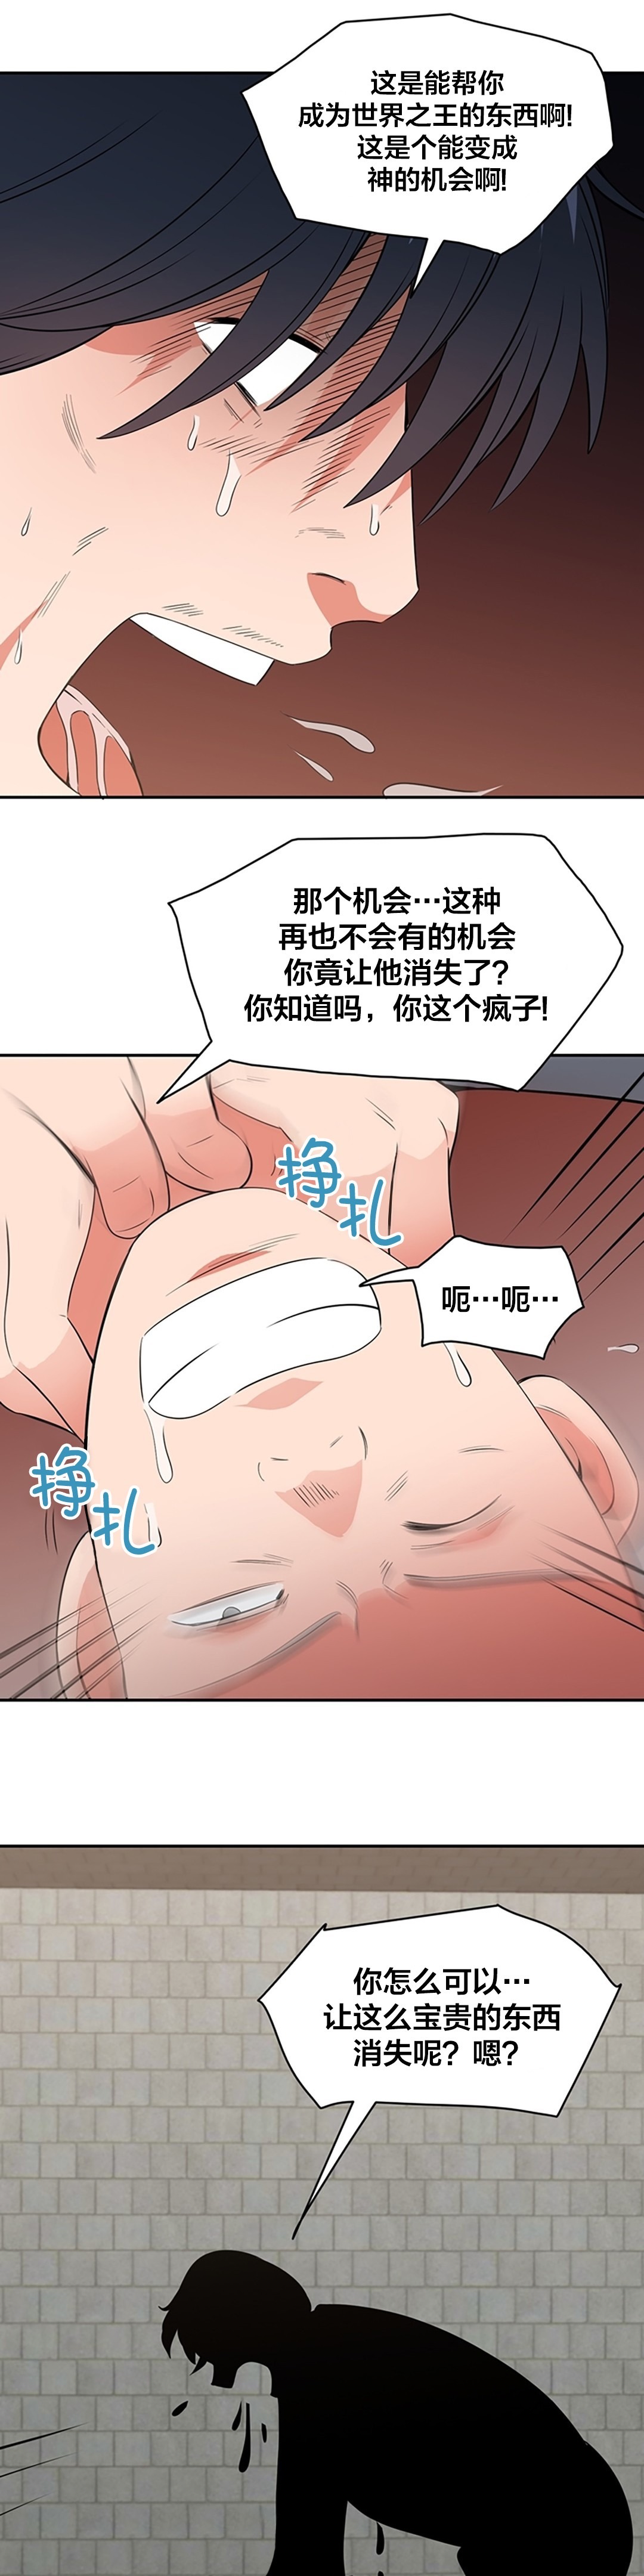 这是能帮你
成为世界之王的东西啊!
这是个能变成
神的机会啊!
那个机会…这种
再也不会有的机会
你竟让他消失了?
你知道吗，你这个疯子!
挣扎
呃…呃…
挣扎
你怎么可以…
让这么宝贵的东西
消失呢？嗯?